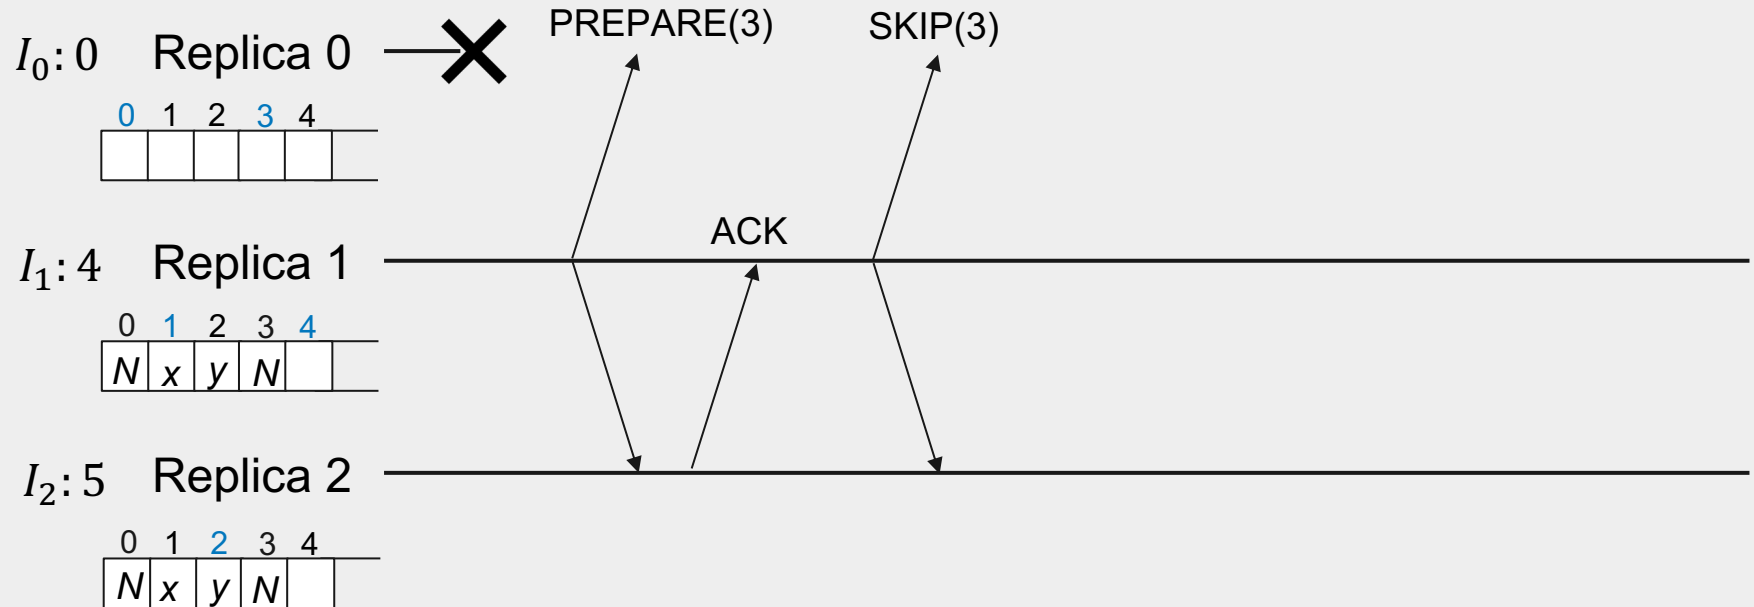 PREPARE(3) SKIP(3)
I₀: 0 Replica 0
0 1 2 3 4
ACK
I₁: 4 Replica 1
0 1 2 3 4
N x y N
I₂: 5 Replica 2
0 1 2 3 4
N x y N